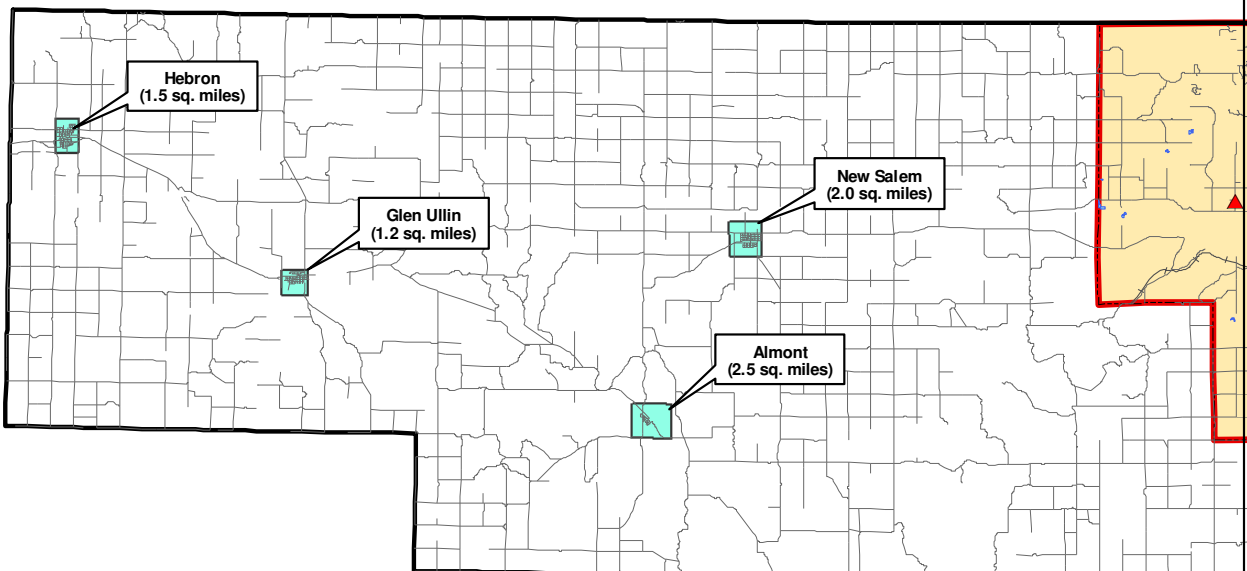 Hebron
(1.5 sq. miles)
New Salem
(2.0 sq. miles)
Glen Ullin
(1.2 sq. miles)
Almont
(2.5 sq. miles)